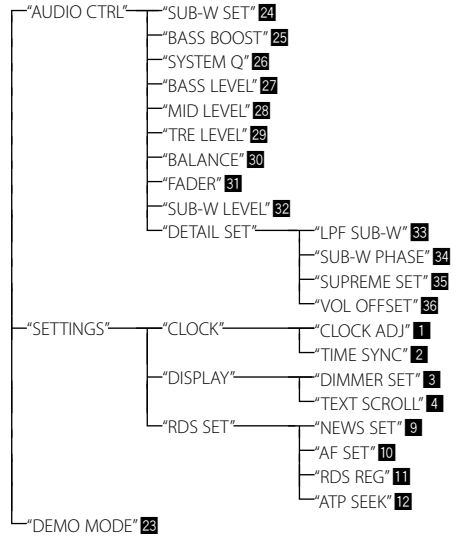 “AUDIO CTRL” “SUB-W SET” 24
“BASS BOOST” 25
“SYSTEM Q” 26
“BASS LEVEL” 27
“MID LEVEL” 28
“TRE LEVEL” 29
“BALANCE” 30
“FADER” 31
“SUB-W LEVEL” 32
“DETAIL SET” “LPF SUB-W” 33
“SUB-W PHASE” 34
“SUPREME SET” 35
“VOL OFFSET” 36
“SETTINGS” “CLOCK” “CLOCK ADJ” 1
“TIME SYNC” 2
“DISPLAY” “DIMMER SET” 3
“TEXT SCROLL” 4
“RDS SET” “NEWS SET” 9
“AF SET” 10
“RDS REG” 11
“ATP SEEK” 12
“DEMO MODE” 23